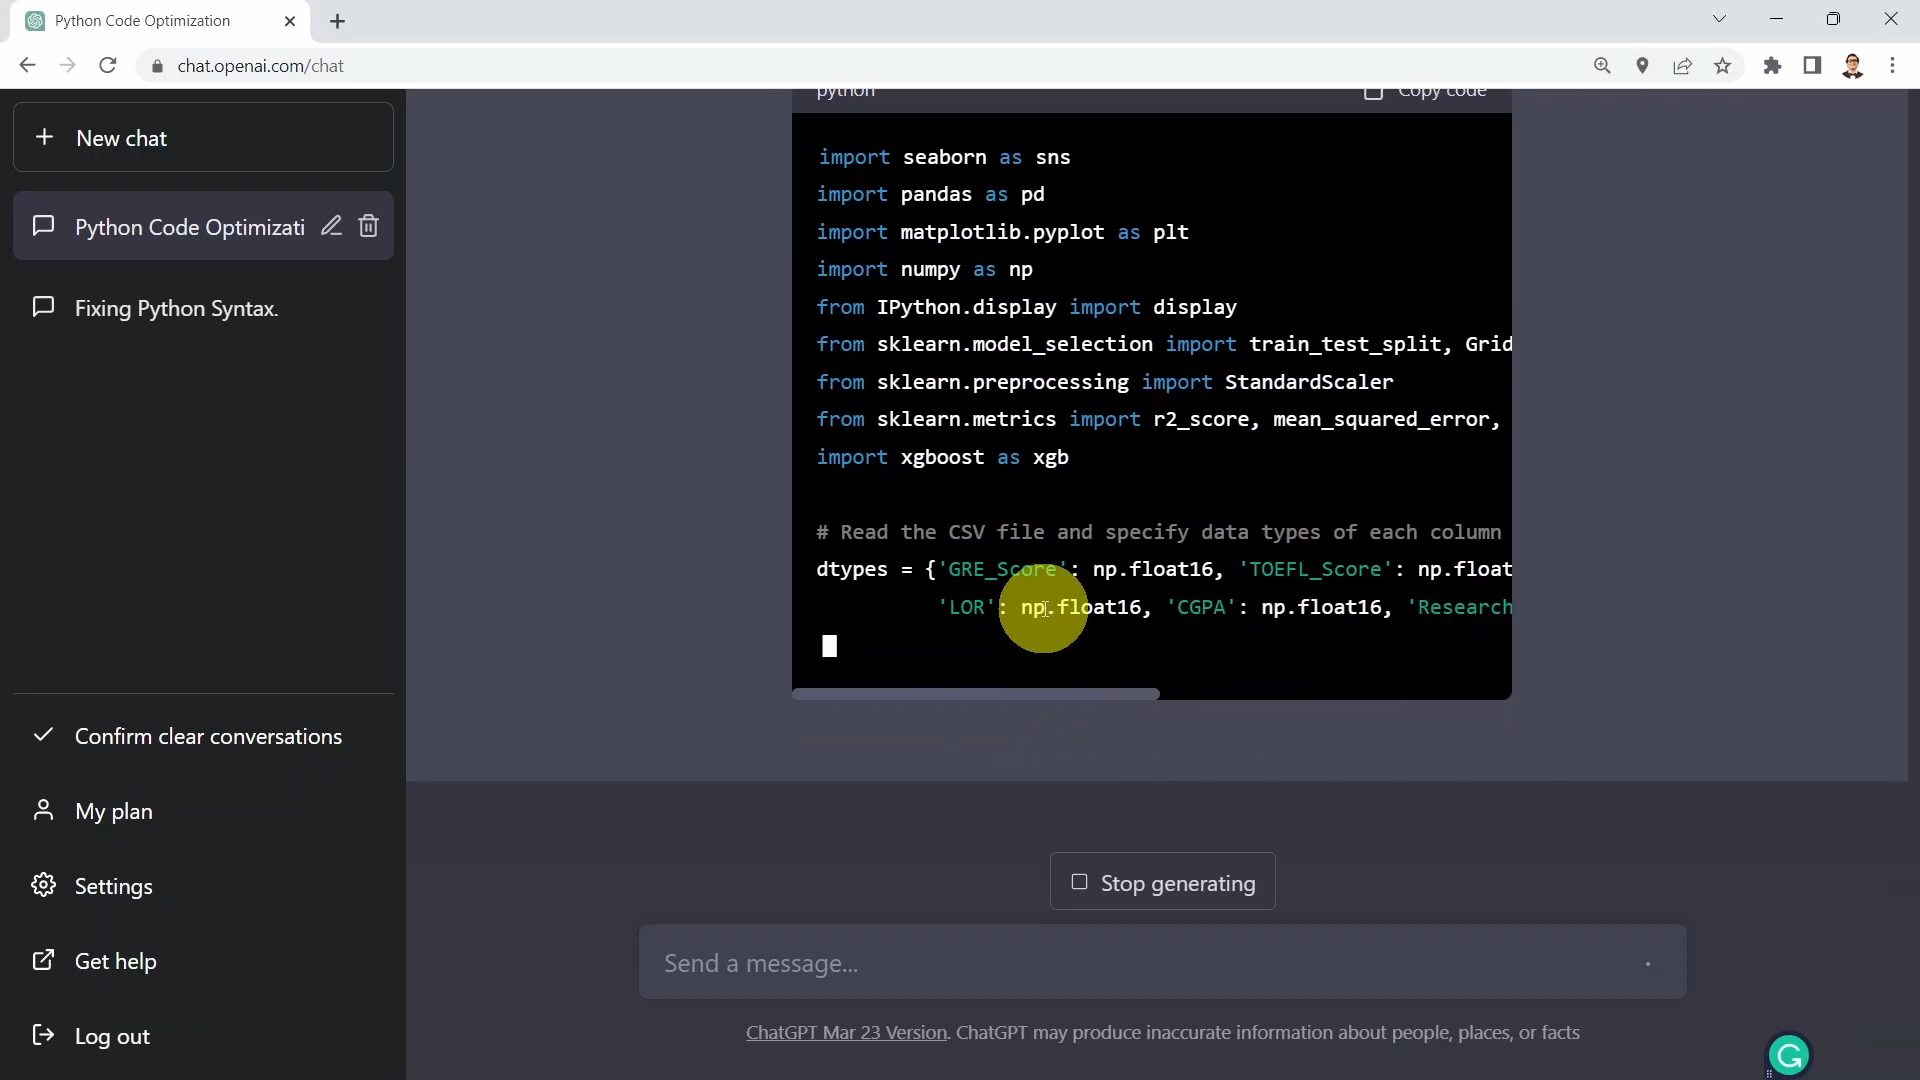 Python Code Optimization
chat.openai.com/chat
New chat
Python Code Optimizati
Fixing Python Syntax.
Confirm clear conversations
My plan
Settings
Get help
Log out
python
Copy code
import seaborn as sns
import pandas as pd
import matplotlib.pyplot as plt
import numpy as np
from IPython.display import display
from sklearn.model_selection import train_test_split, Grid
from sklearn.preprocessing import StandardScaler
from sklearn.metrics import r2_score, mean_squared_error,
import xgboost as xgb
# Read the CSV file and specify data types of each column
dtypes = {'GRE_Score': np.float16, 'TOEFL_Score': np.float
'LOR': np.float16, 'CGPA': np.float16, 'Research
Stop generating
Send a message...
ChatGPT Mar 23 Version. ChatGPT may produce inaccurate information about people, places, or facts